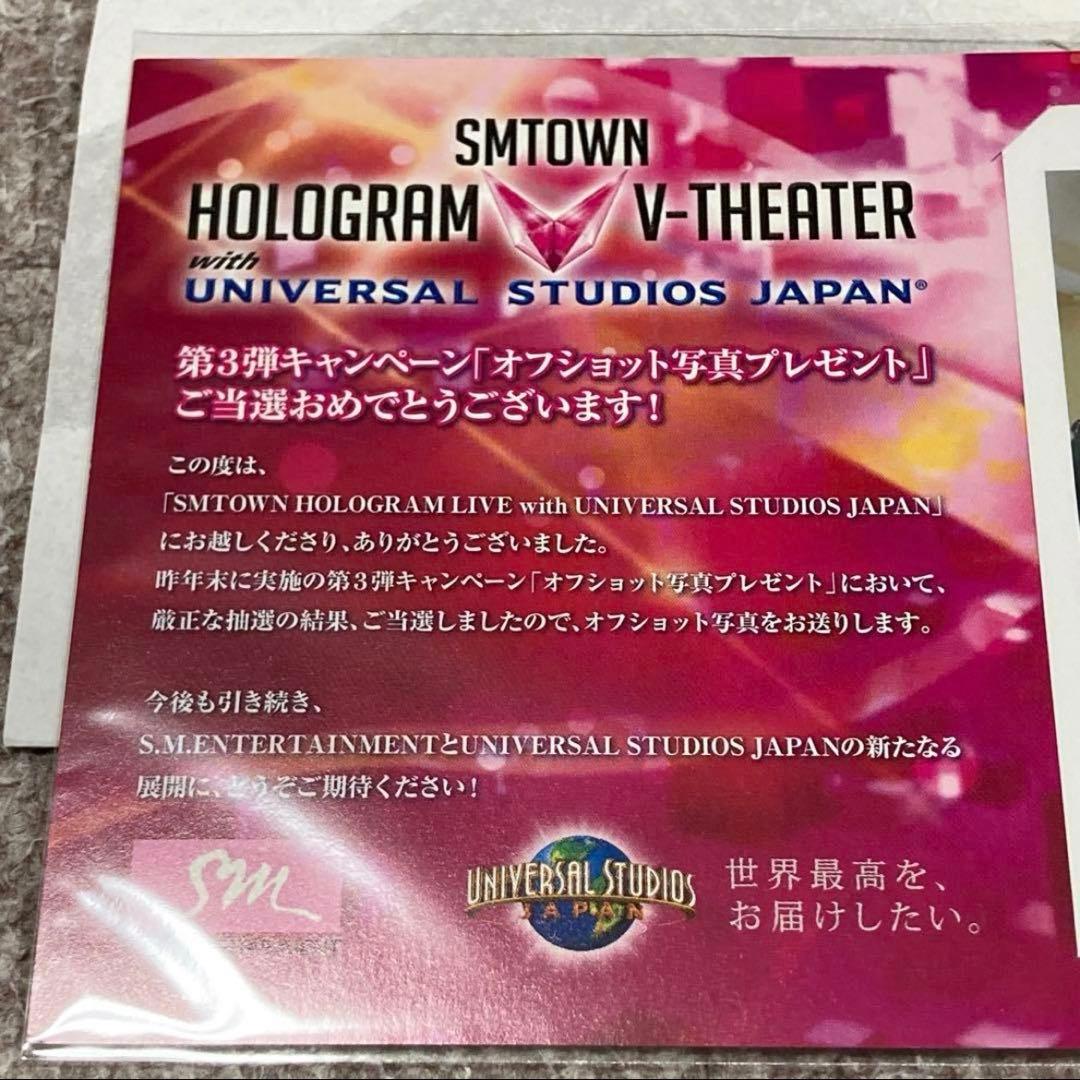 SMTOWN
HOLOGRAM V-THEATER
with
UNIVERSAL STUDIOS JAPAN®
第3弾キャンペーン「オフショット写真プレゼント」
ご当選おめでとうございます!
この度は、
「SMTOWN HOLOGRAM LIVE with UNIVERSAL STUDIOS JAPAN」
にお越しくださり、ありがとうございました。
昨年末に実施の第3弾キャンペーン「オフショット写真プレゼント」において、
厳正な抽選の結果、ご当選しましたので、オフショット写真をお送りします。
今後も引き続き、
S.M.ENTERTAINMENTとUNIVERSAL STUDIOS JAPANの新たなる
展開に、どうぞご期待ください!
SM
UNIVERSAL STUDIOS
JAPAN
世界最高を、
お届けしたい。